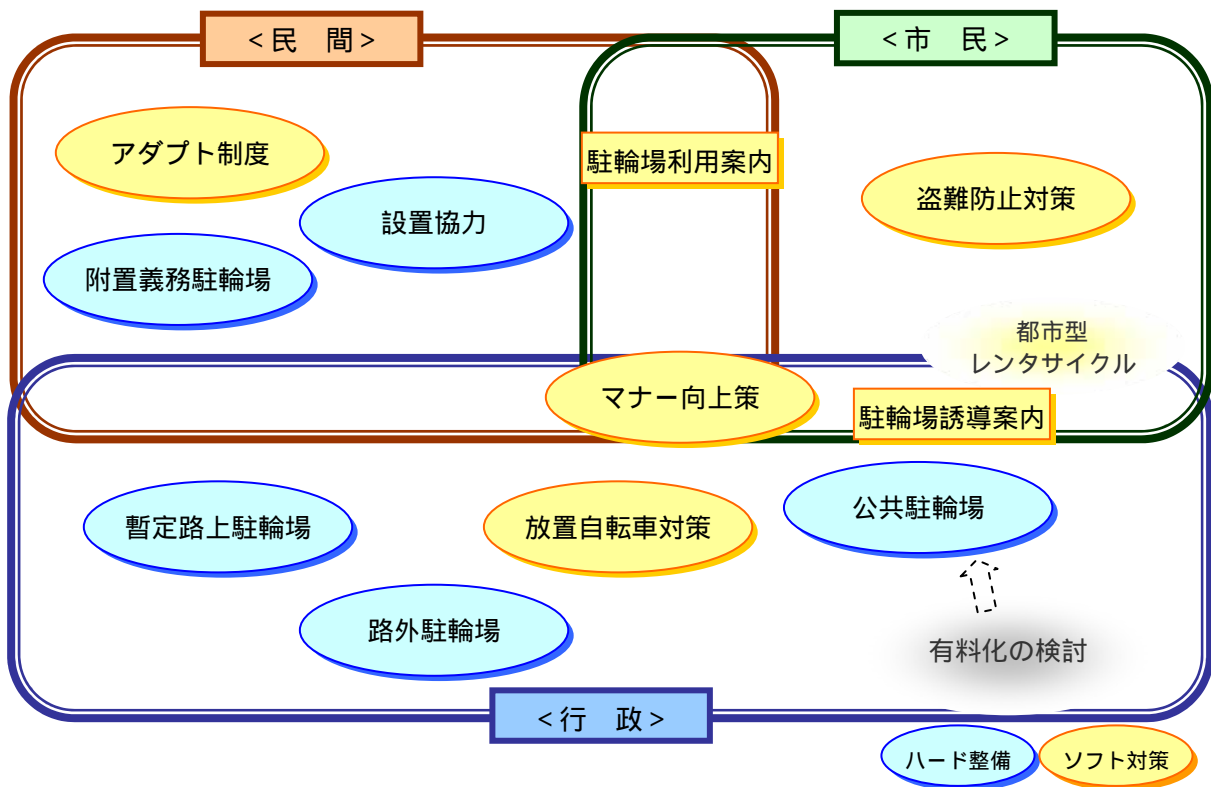 <民　間>
<市　民>
アダプト制度
駐輪場利用案内
盗難防止対策
設置協力
附置義務駐輪場
都市型
レンタサイクル
マナー向上策
駐輪場誘導案内
暫定路上駐輪場
放置自転車対策
公共駐輪場
路外駐輪場
有料化の検討
<行　政>
ハード整備
ソフト対策